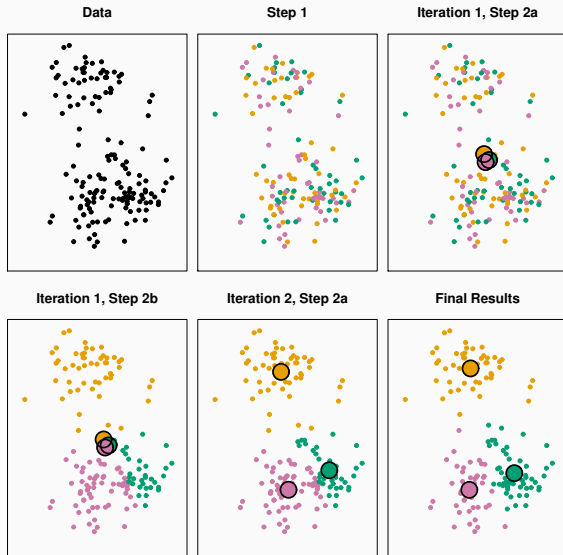 Data
Step 1
Iteration 1, Step 2a
Iteration 1, Step 2b
Iteration 2, Step 2a
Final Results